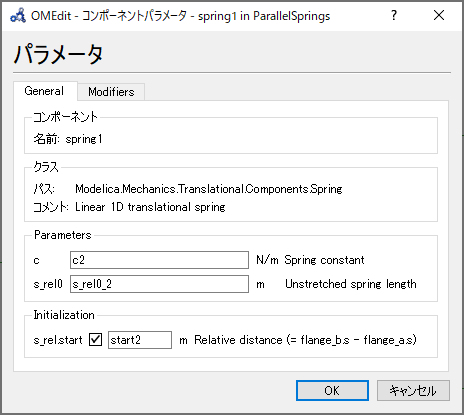 OMEdit - コンポーネントパラメータ - spring1 in ParallelSprings
パラメータ
General Modifiers
コンポーネント
名前: spring1
クラス
パス: Modelica.Mechanics.Translational.Components.Spring
コメント: Linear 1D translational spring
Parameters
c c2 N/m Spring constant
s_rel0 s_rel0_2 m Unstretched spring length
Initialization
s_rel.start start2 m Relative distance (= flange_b.s - flange_a.s)
OK キャンセル